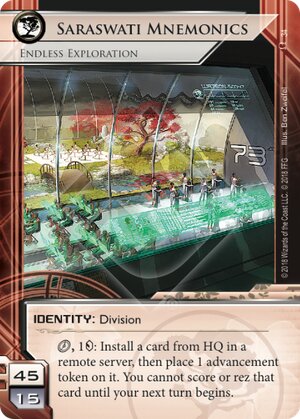 Saraswati Mnemonics
Endless Exploration
73
Illus. Ben Zweifel
© 2018 Wizards of the Coast LLC. © 2018 FFG
IDENTITY: Division
, 1: Install a card from HQ in a
remote server, then place 1 advancement
token on it. You cannot score or rez that
card until your next turn begins.
45
15